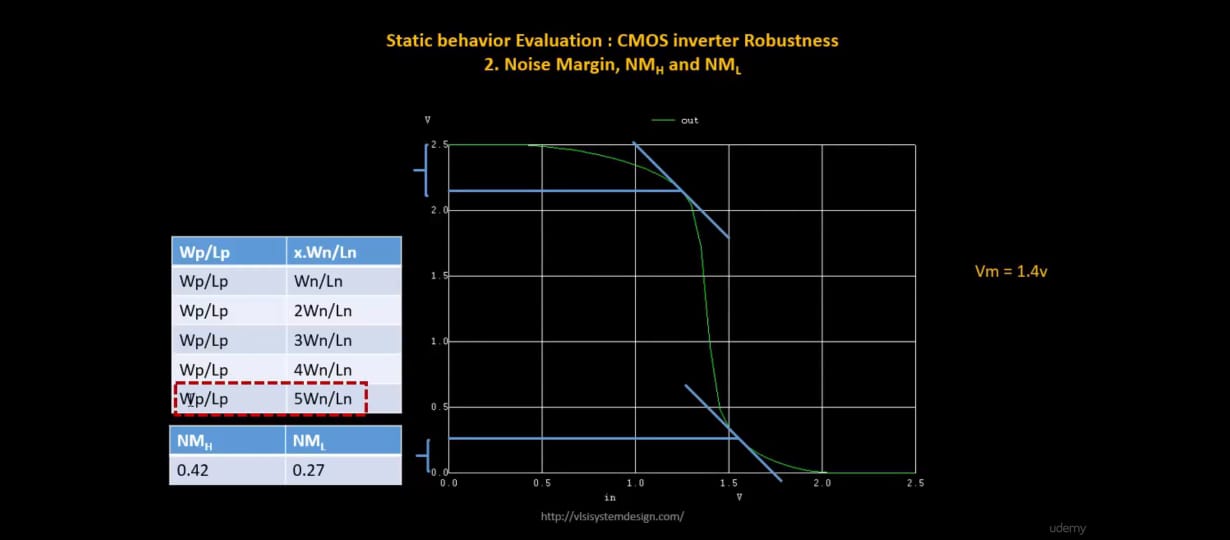 Static behavior Evaluation : CMOS inverter Robustness
2. Noise Margin, NMH and NML
V
out
2.5
2.0
1.5
1.0
0.5
0.0
0.0 0.5 1.0 1.5 2.0 2.5
in V
Wp/Lp x.Wn/Ln
Wp/Lp Wn/Ln
Wp/Lp 2Wn/Ln
Wp/Lp 3Wn/Ln
Wp/Lp 4Wn/Ln
Wp/Lp 5Wn/Ln
NMH NML
0.42 0.27
Vm = 1.4v
http://vlsisystemdesign.com/
udemy